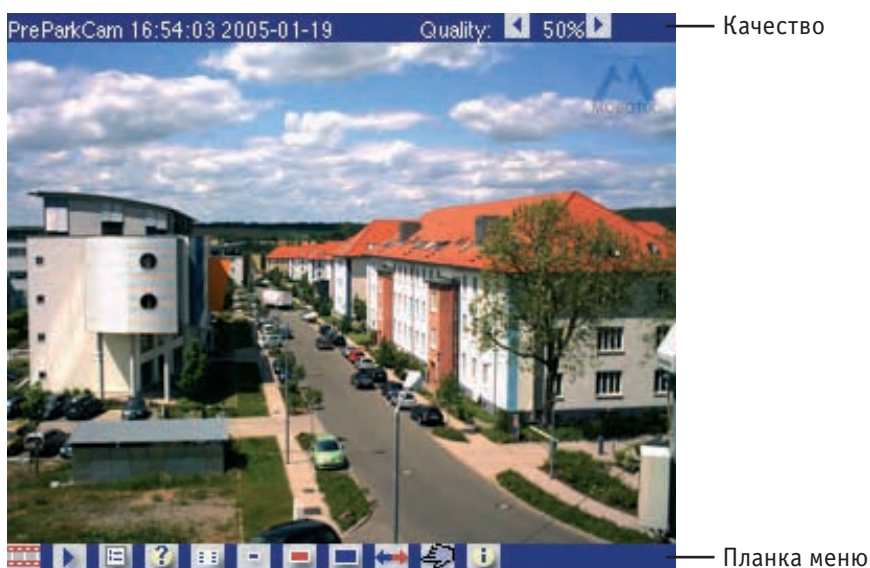 PreParkCam 16:54:03 2005-01-19 Quality: 50%
Качество
MOBOTIX
Планка меню